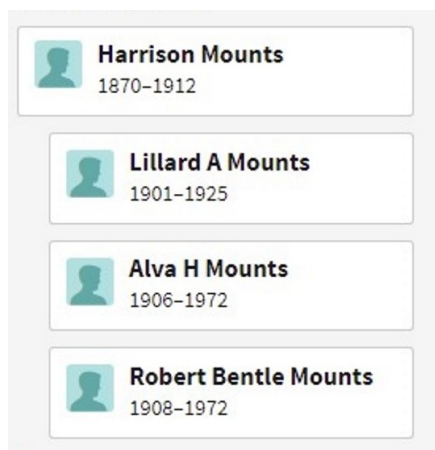 Harrison Mounts
1870–1912
Lillard A Mounts
1901–1925
Alva H Mounts
1906–1972
Robert Bentle Mounts
1908–1972